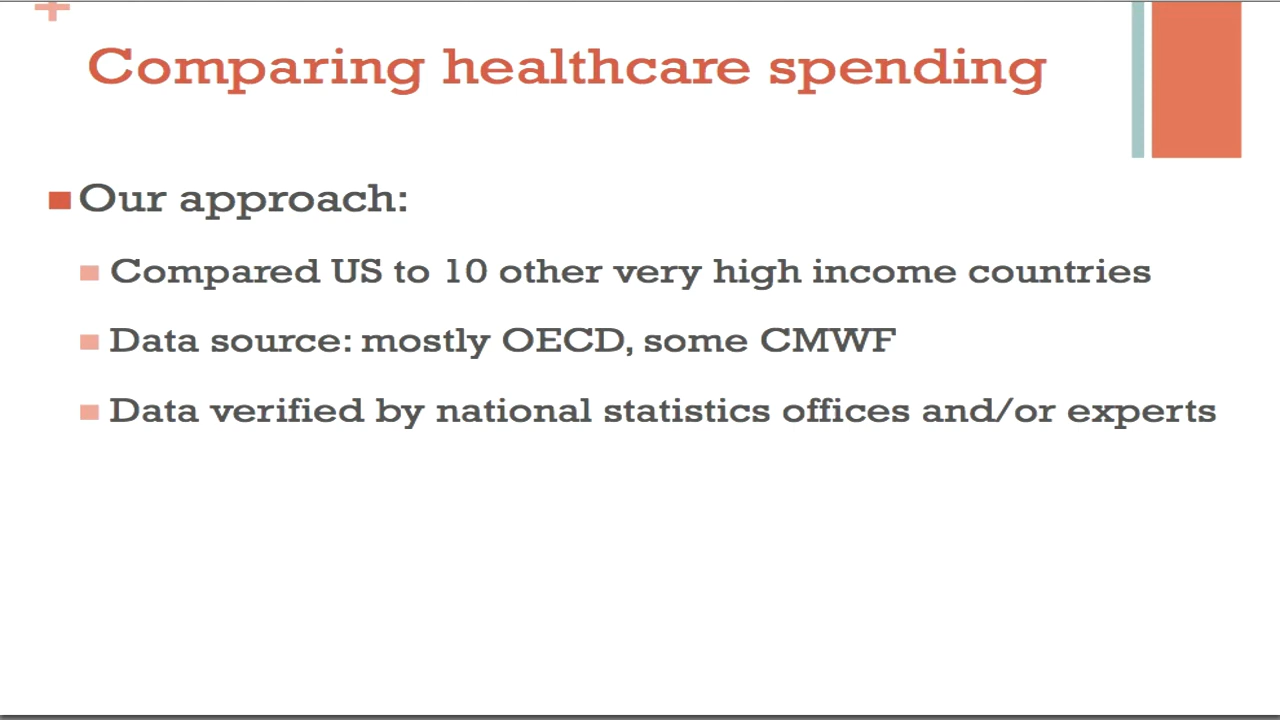 Comparing healthcare spending
Our approach:
Compared US to 10 other very high income countries
Data source: mostly OECD, some CMWF
Data verified by national statistics offices and/or experts